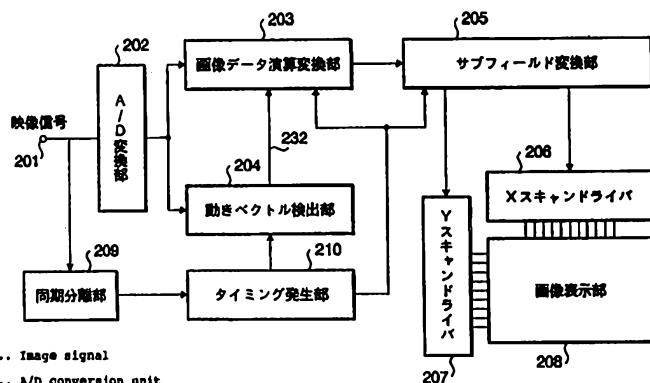 203
205
202
画像データ演算変換部
サブフィールド変換部
A/D変換部
映像信号
201
232
204
206
動きベクトル検出部
Xスキャンドライバ
Yスキャンドライバ
209
210
同期分離部
タイミング発生部
画像表示部
207
208
.. Image signal
.. A/D conversion unit